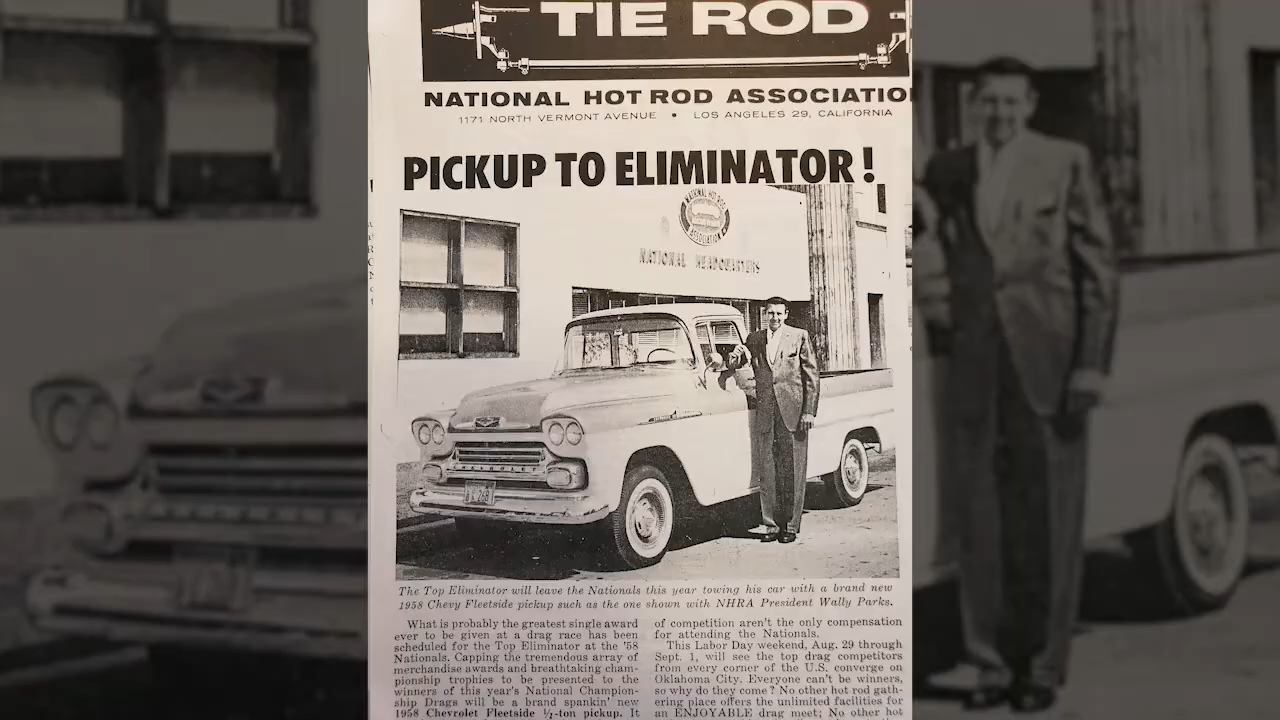 TIE ROD
NATIONAL HOT ROD ASSOCIATIO
1171 NORTH VERMONT AVENUE • LOS ANGELES 29, CALIFORNIA
PICKUP TO ELIMINATOR!
NATIONAL HOT ROD
ASSOCIATION
NATIONAL HEADQUARTERS
CHEVROLET
The Top Eliminator will leave the Nationals this year towing his car with a brand new
1958 Chevy Fleetside pickup such as the one shown with NHRA President Wally Parks.
What is probably the greatest single award
ever to be given at a drag race has been
scheduled for the Top Eliminator at the '58
Nationals. Capping the tremendous array of
merchandise awards and breathtaking cham-
pionship trophies to be presented to the
winners of this year's National Champion-
ship Drags will be a brand spankin' new
1958 Chevrolet Fleetside ½-ton pickup. It
of competition aren't the only compensation
for attending the Nationals.
This Labor Day weekend, Aug. 29 through
Sept. 1, will see the top drag competitors
from every corner of the U.S. converge on
Oklahoma City. Everyone can't be winners,
so why do they come? No other hot rod gath-
ering place offers the unlimited facilities for
an ENJOYABLE drag meet; No other hot